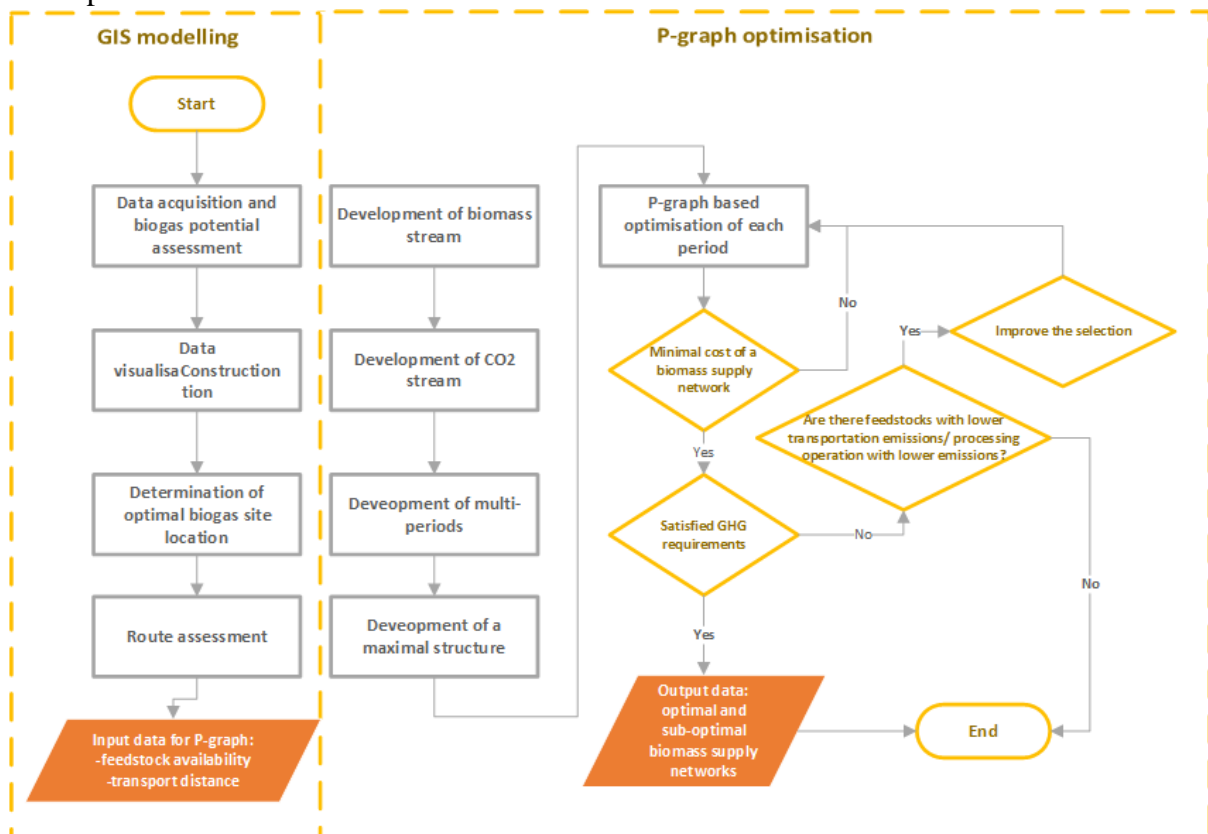 GIS modelling
Start
Data acquisition and
biogas potential
assessment
Data
visualisaConstruction
tion
Determination of
optimal biogas site
location
Route assessment
Input data for P-graph:
-feedstock availability
-transport distance
P-graph optimisation
Development of biomass
stream
Development of CO2
stream
Deveopment of multi-
periods
Deveopment of a
maximal structure
P-graph based
optimisation of each
period
No
Minimal cost of a
biomass supply
network
Yes
Satisfied GHG
requirements
No
Yes
Output data:
optimal and
sub-optimal
biomass supply
networks
Improve the selection
Yes
Are there feedstocks with lower
transportation emissions/ processing
operation with lower emissions?
No
End